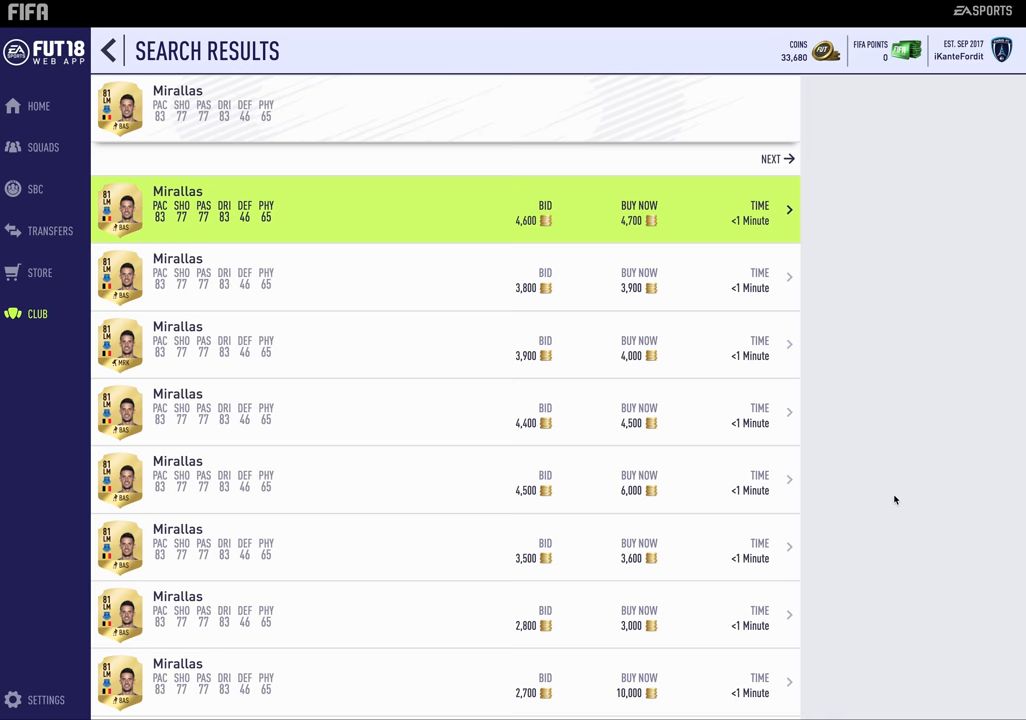 FIFA
EA SPORTS
EA SPORTS FUT18
WEB APP
SEARCH RESULTS
COINS
33,680
FUT
FIFA POINTS
0
FIFA
EST. SEP 2017
iKanteFordit
HOME
SQUADS
SBC
TRANSFERS
STORE
CLUB
SETTINGS
81
LM
BAS
Mirallas
PAC SHO PAS DRI DEF PHY
83 77 77 83 46 65
NEXT
81
LM
BAS
Mirallas
PAC SHO PAS DRI DEF PHY
83 77 77 83 46 65
BID
4,600
BUY NOW
4,700
TIME
<1 Minute
81
LM
BAS
Mirallas
PAC SHO PAS DRI DEF PHY
83 77 77 83 46 65
BID
3,800
BUY NOW
3,900
TIME
<1 Minute
81
LM
MRK
Mirallas
PAC SHO PAS DRI DEF PHY
83 77 77 83 46 65
BID
3,900
BUY NOW
4,000
TIME
<1 Minute
81
LM
BAS
Mirallas
PAC SHO PAS DRI DEF PHY
83 77 77 83 46 65
BID
4,400
BUY NOW
4,500
TIME
<1 Minute
81
LM
BAS
Mirallas
PAC SHO PAS DRI DEF PHY
83 77 77 83 46 65
BID
4,500
BUY NOW
6,000
TIME
<1 Minute
81
LM
BAS
Mirallas
PAC SHO PAS DRI DEF PHY
83 77 77 83 46 65
BID
3,500
BUY NOW
3,600
TIME
<1 Minute
81
LM
BAS
Mirallas
PAC SHO PAS DRI DEF PHY
83 77 77 83 46 65
BID
2,800
BUY NOW
3,000
TIME
<1 Minute
81
LM
BAS
Mirallas
PAC SHO PAS DRI DEF PHY
83 77 77 83 46 65
BID
2,700
BUY NOW
10,000
TIME
<1 Minute